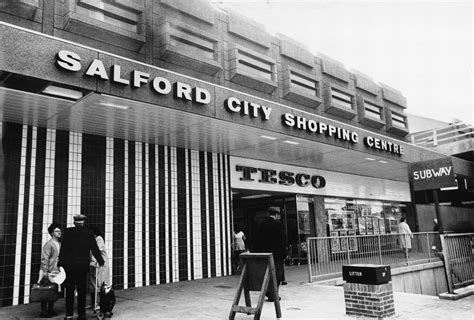 SALFORD CITY SHOPPING CENTRE
TESCO
SUBWAY
LITTER